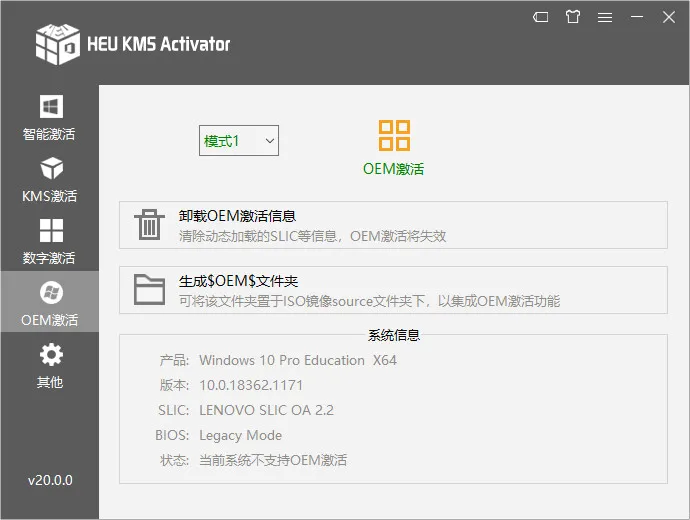 HEU KMS Activator
智能激活
KMS激活
数字激活
OEM激活
其他
v20.0.0
模式1
OEM激活
卸载OEM激活信息
清除动态加载的SLIC等信息，OEM激活将失效
生成$OEM$文件夹
可将该文件夹置于ISO镜像source文件夹下，以集成OEM激活功能
系统信息
产品: Windows 10 Pro Education X64
版本: 10.0.18362.1171
SLIC: LENOVO SLIC OA 2.2
BIOS: Legacy Mode
状态: 当前系统不支持OEM激活